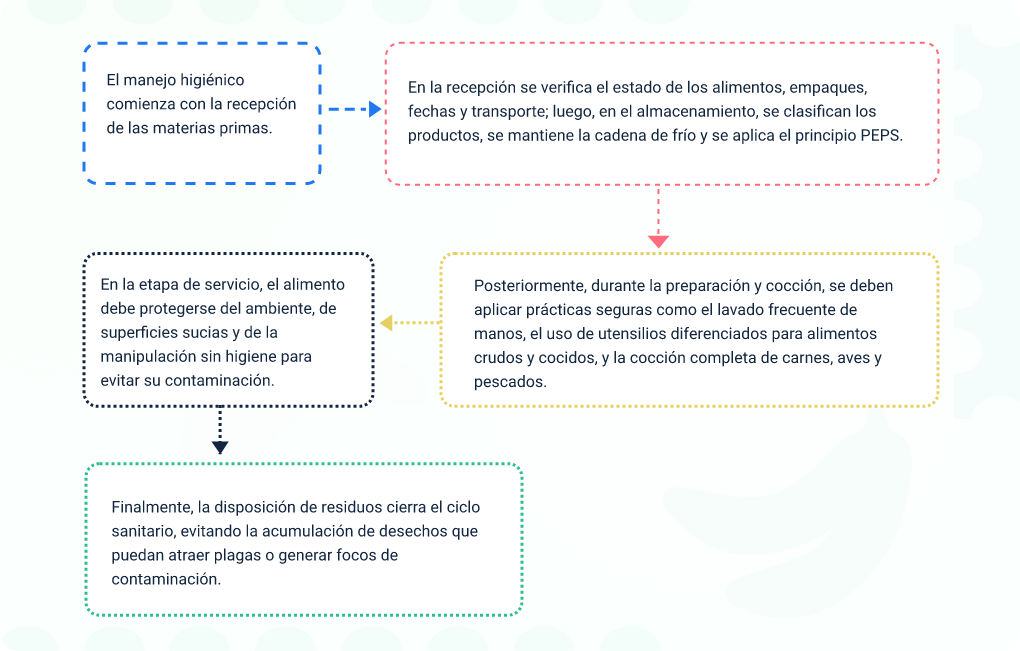 El manejo higiénico
comienza con la recepción
de las materias primas.
En la recepción se verifica el estado de los alimentos, empaques,
fechas y transporte; luego, en el almacenamiento, se clasifican los
productos, se mantiene la cadena de frío y se aplica el principio PEPS.
Posteriormente, durante la preparación y cocción, se deben
aplicar prácticas seguras como el lavado frecuente de
manos, el uso de utensilios diferenciados para alimentos
crudos y cocidos, y la cocción completa de carnes, aves y
pescados.
En la etapa de servicio, el alimento
debe protegerse del ambiente, de
superficies sucias y de la
manipulación sin higiene para
evitar su contaminación.
Finalmente, la disposición de residuos cierra el ciclo
sanitario, evitando la acumulación de desechos que
puedan atraer plagas o generar focos de
contaminación.